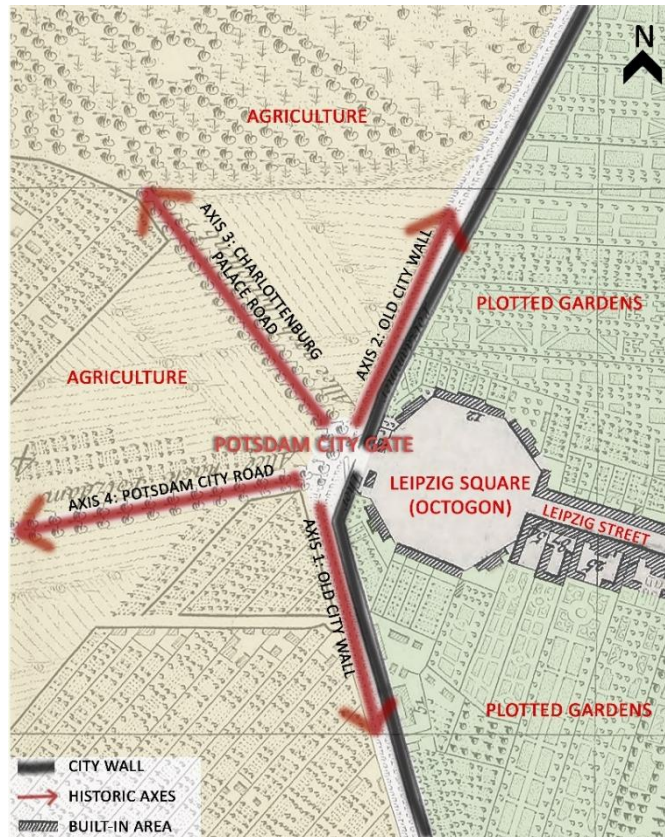 N
AGRICULTURE
AXIS 3: CHARLOTTENBURG
PALACE ROAD
AXIS 2: OLD CITY WALL
PLOTTED GARDENS
AGRICULTURE
POTSDAM CITY GATE
LEIPZIG SQUARE
(OCTOGON)
LEIPZIG STREET
AXIS 4: POTSDAM CITY ROAD
AXIS 1: OLD CITY WALL
PLOTTED GARDENS
CITY WALL
HISTORIC AXES
BUILT-IN AREA